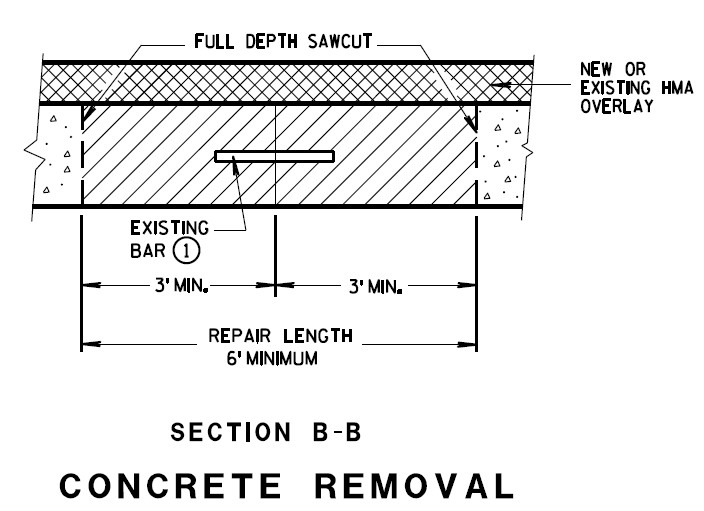 FULL DEPTH SAWCUT
NEW OR
EXISTING HMA
OVERLAY
EXISTING
BAR 1
3' MIN.
3' MIN.
REPAIR LENGTH
6' MINIMUM
SECTION B-B
CONCRETE REMOVAL